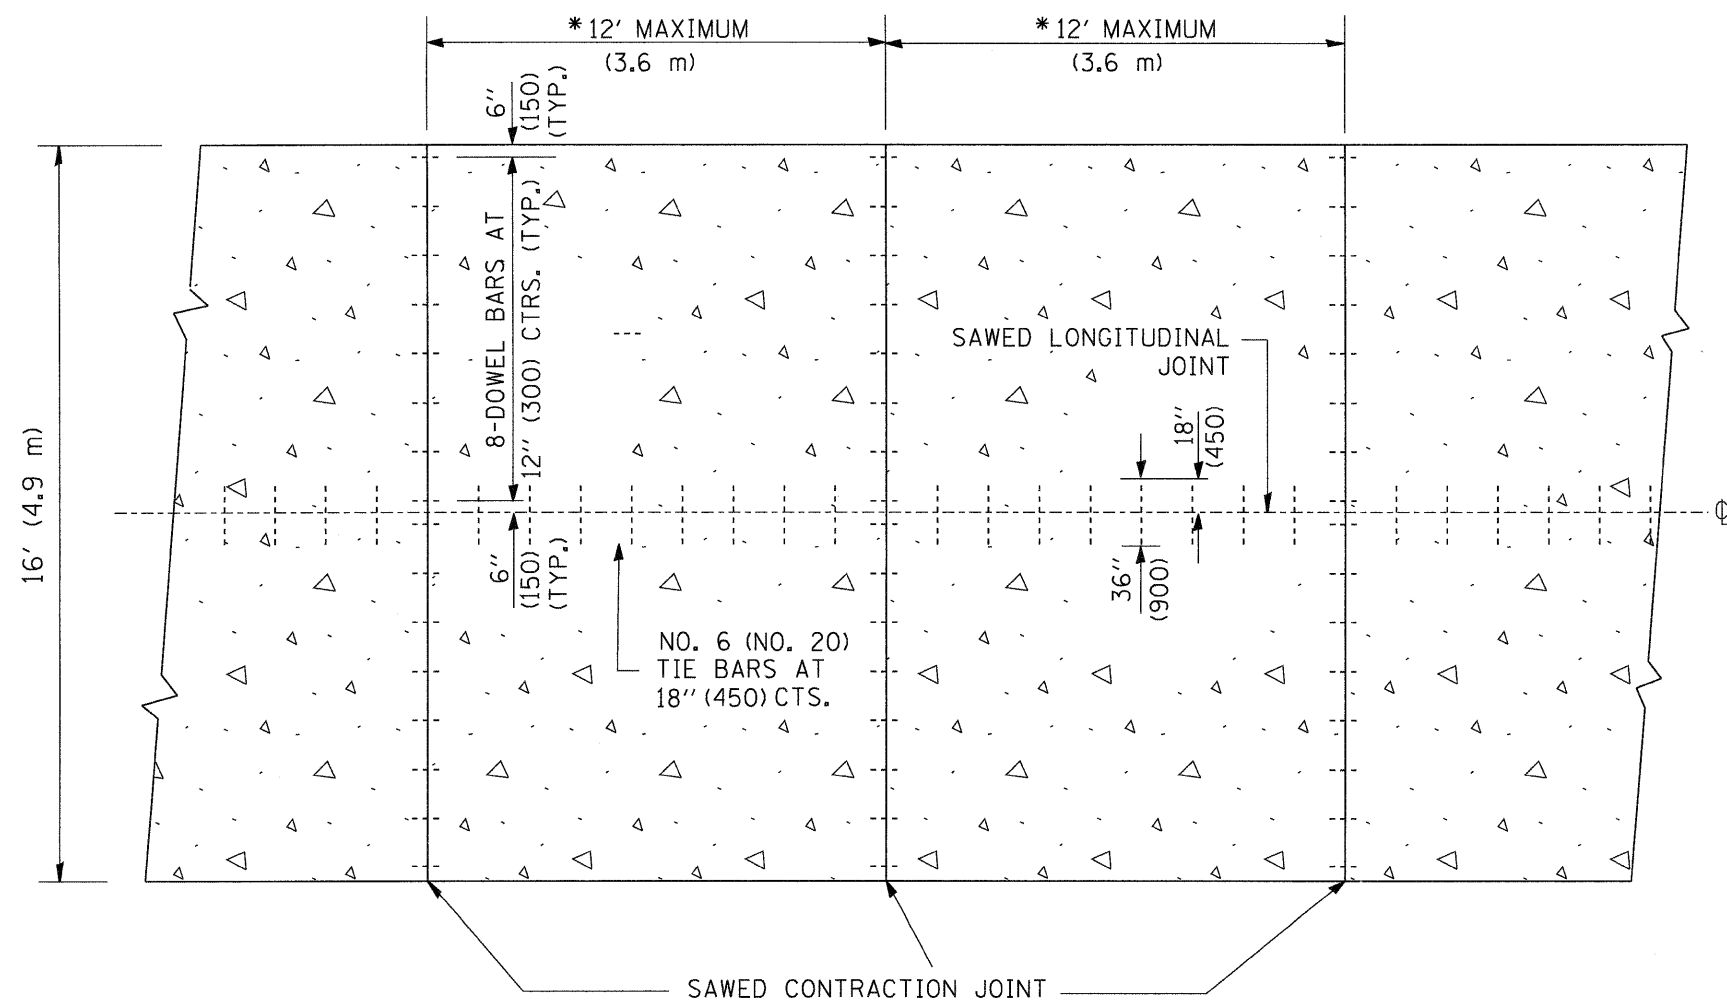 *12' MAXIMUM
(3.6 m)
*12' MAXIMUM
(3.6 m)
6"
(150)
(TYP.)
16' (4.9 m)
8-DOWEL BARS AT
12" (300) CTRS. (TYP.)
SAWED LONGITUDINAL
JOINT
18"
(450)
℄
6"
(150)
(TYP.)
36"
(900)
NO. 6 (NO. 20)
TIE BARS AT
18" (450) CTS.
SAWED CONTRACTION JOINT